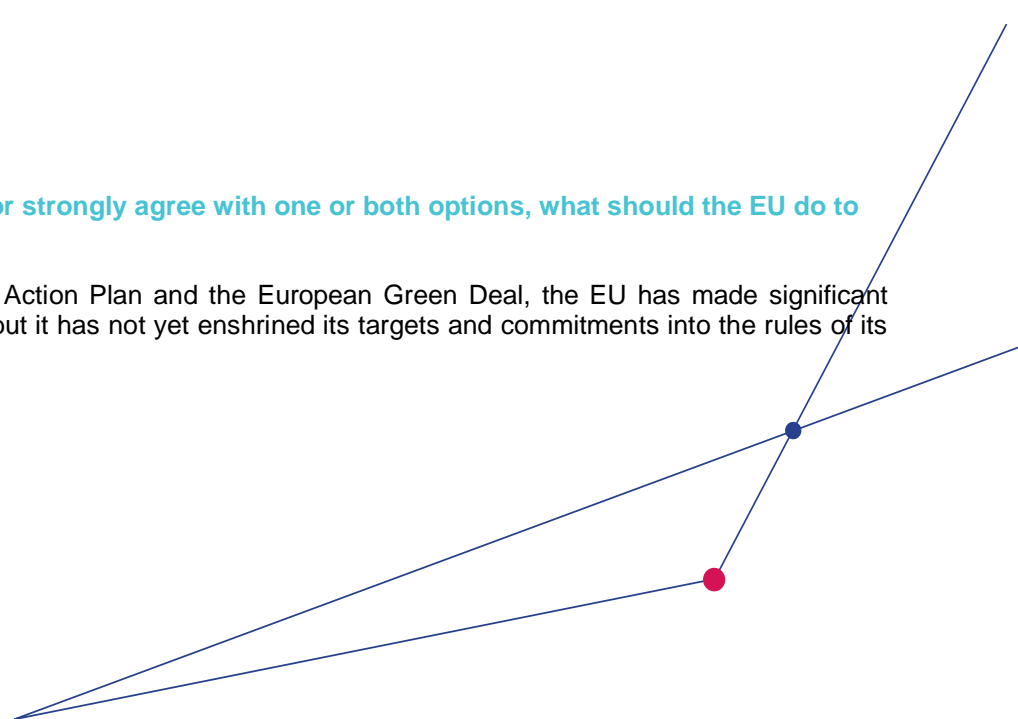 or strongly agree with one or both options, what should the EU do to
Action Plan and the European Green Deal, the EU has made significant
but it has not yet enshrined its targets and commitments into the rules of its